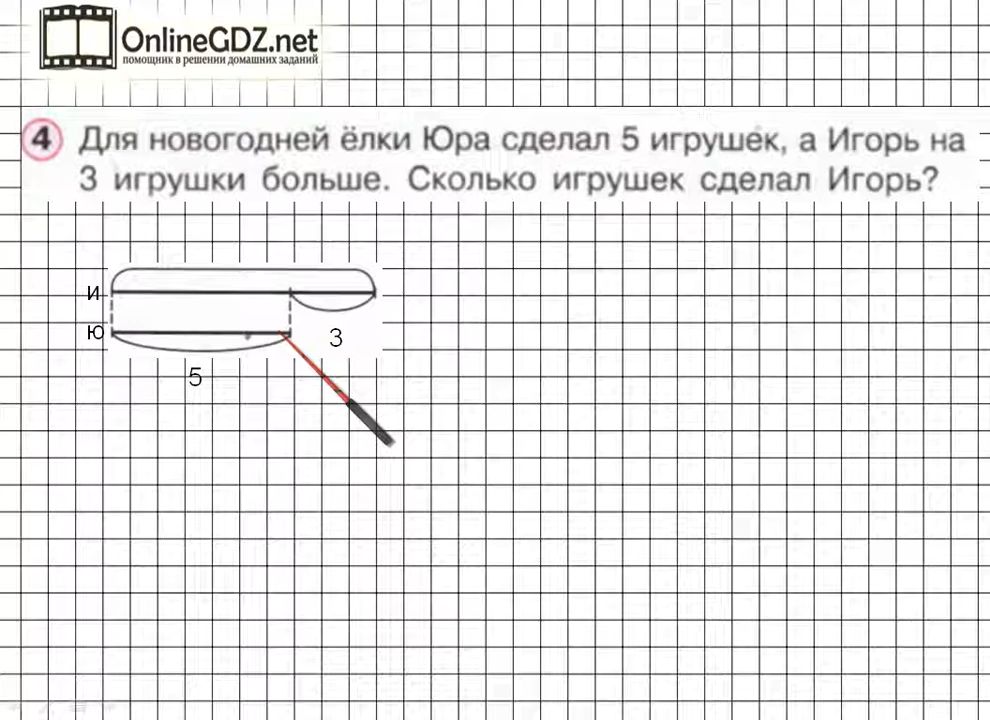 OnlineGDZ.net
помощник в решении домашних заданий
4 Для новогодней ёлки Юра сделал 5 игрушек, а Игорь на
3 игрушки больше. Сколько игрушек сделал Игорь?
И
Ю
3
5